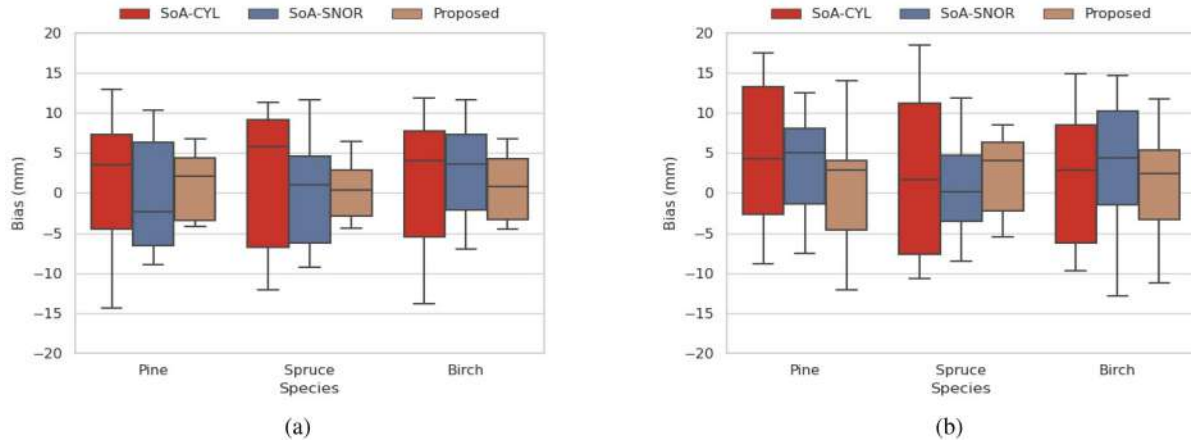 SoA-CYL SoA-SNOR Proposed
20
15
10
5
0
−5
−10
−15
−20
Bias (mm)
Pine Spruce Birch
Species
(a)
SoA-CYL SoA-SNOR Proposed
20
15
10
5
0
−5
−10
−15
−20
Bias (mm)
Pine Spruce Birch
Species
(b)